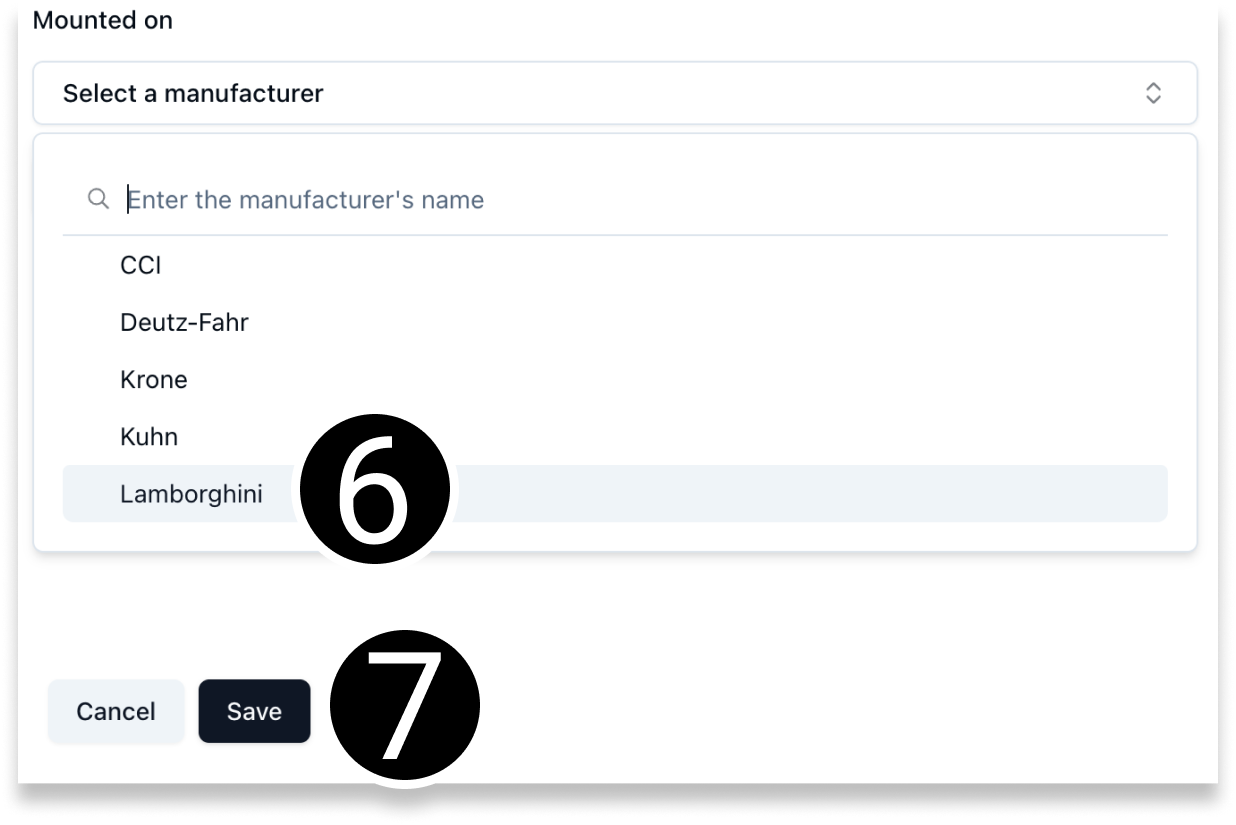 Mounted on
Select a manufacturer
Enter the manufacturer's name
CCI
Deutz-Fahr
Krone
Kuhn
Lamborghini 6
Cancel Save 7